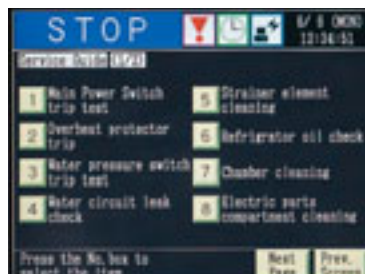 STOP
6/ 6 (MON)
12:34:51
Service Guide (1/2)
1 Main Power Switch
trip test
2 Overheat protector
trip
3 Water pressure switch
trip test
4 Water circuit leak
check
5 Strainer element
cleaning
6 Refrigrator oil check
7 Chamber cleaning
8 Electric parts
compartment cleaning
Press the No. box to
select the item.
Next
Page
Prev.
Screen